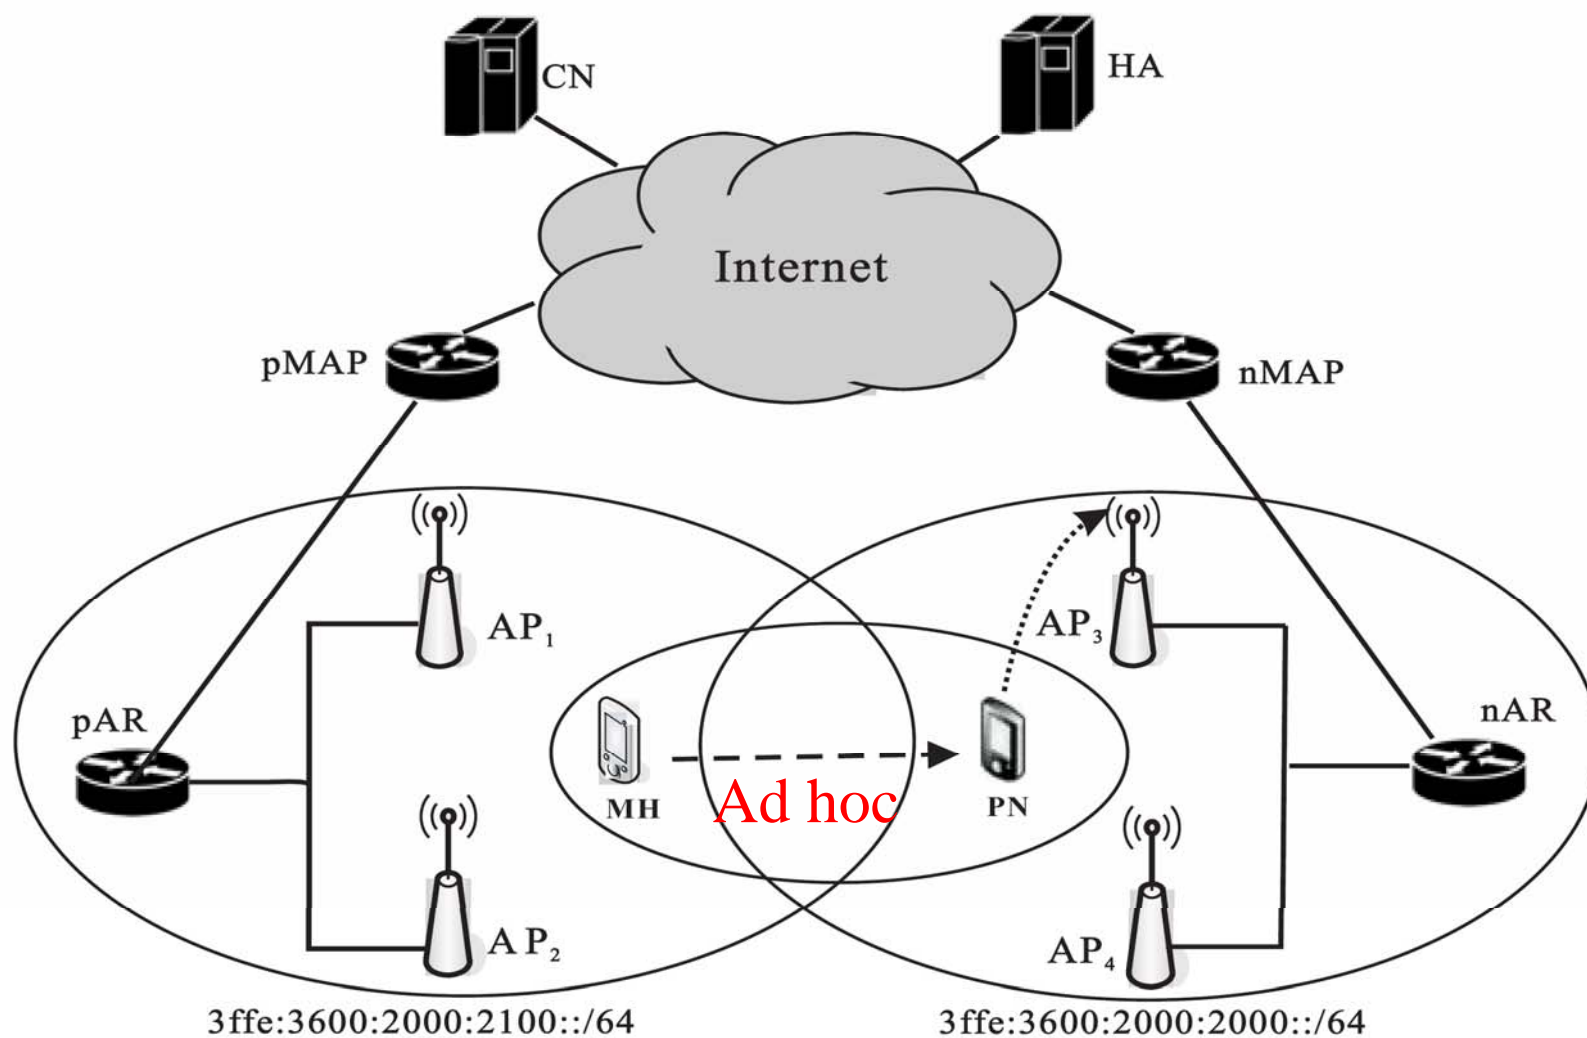 CN
HA
Internet
pMAP
nMAP
AP1
AP3
pAR
nAR
MH
Ad hoc
PN
AP2
AP4
3ffe:3600:2000:2100::/64
3ffe:3600:2000:2000::/64